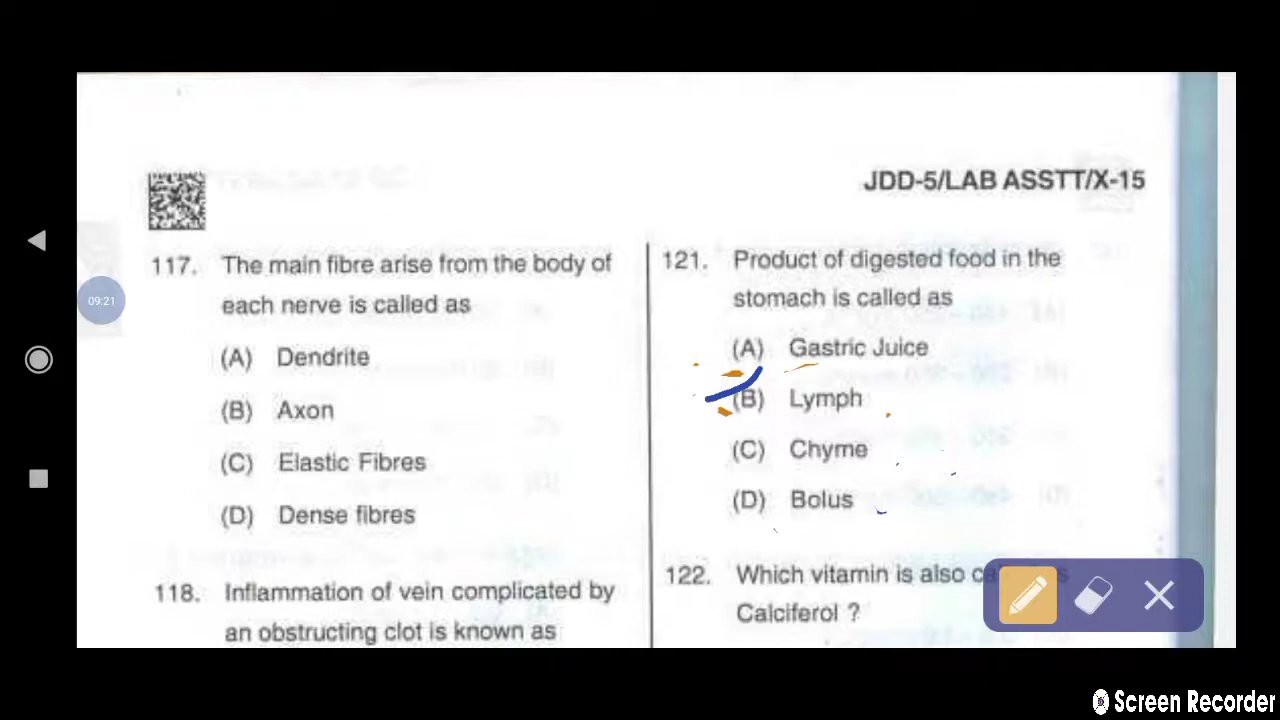 JDD-5/LAB ASSTT/X-15
117. The main fibre arise from the body of
each nerve is called as
(A) Dendrite
(B) Axon
(C) Elastic Fibres
(D) Dense fibres
118. Inflammation of vein complicated by
an obstructing clot is known as
121. Product of digested food in the
stomach is called as
(A) Gastric Juice
(B) Lymph
(C) Chyme
(D) Bolus
122. Which vitamin is also
Calciferol ?
09:21
Screen Recorder